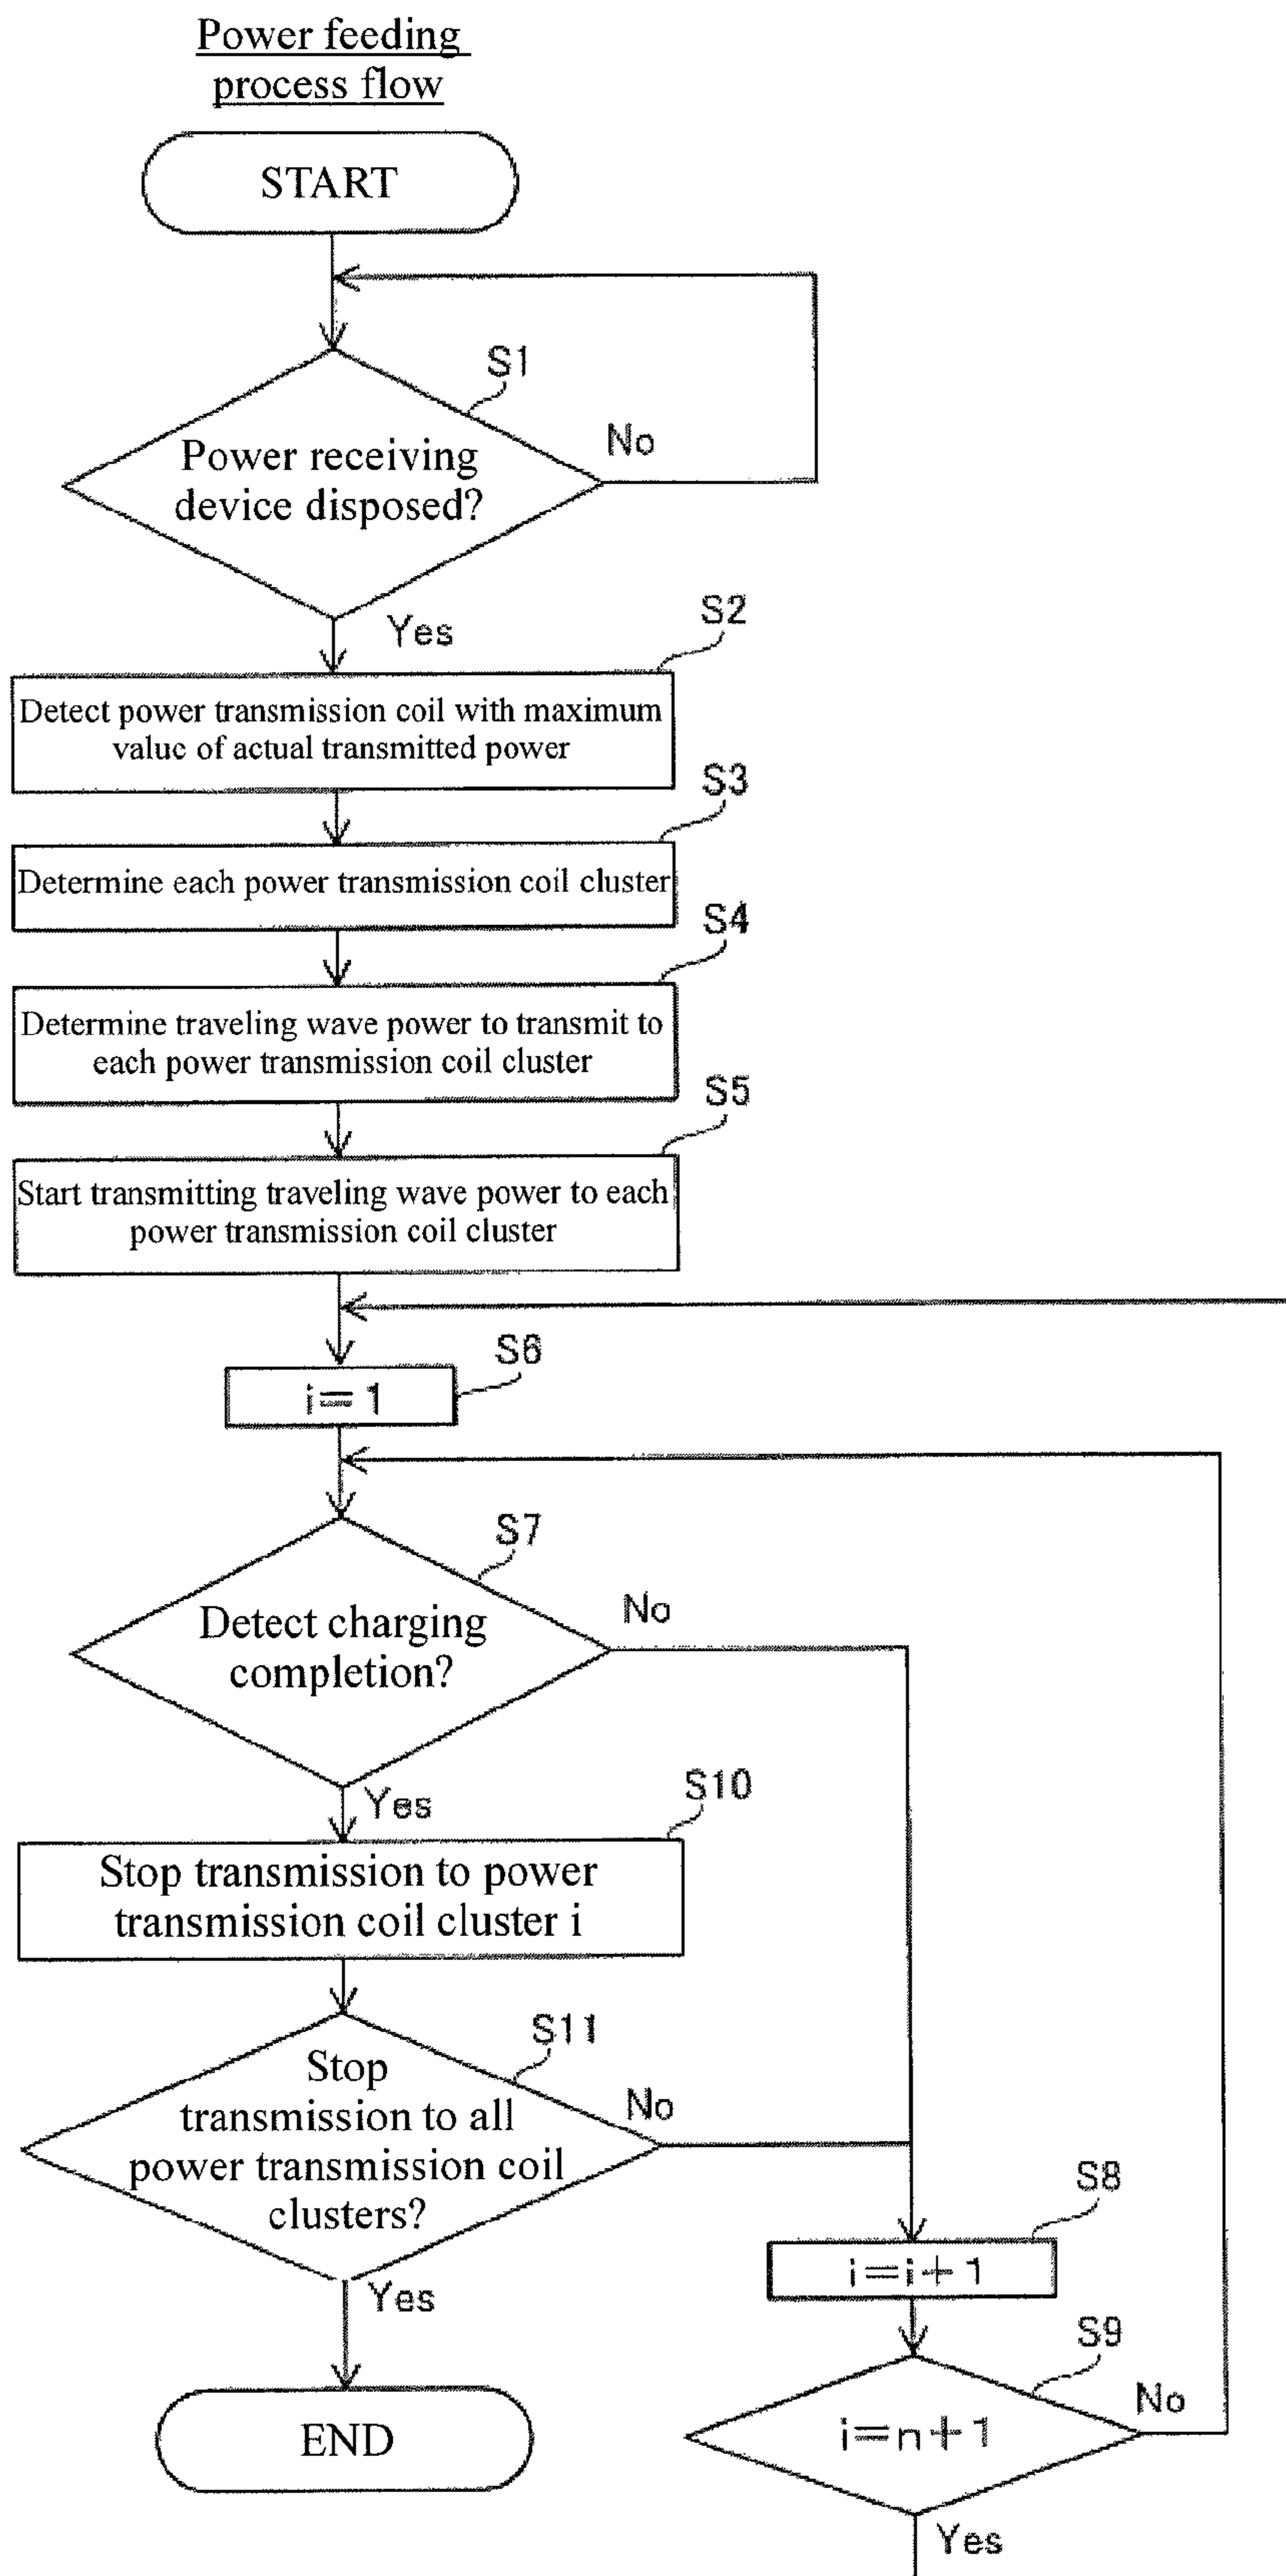 Power feeding
process flow
START
S1
Power receiving
device disposed?
No
Yes
S2
Detect power transmission coil with maximum
value of actual transmitted power
S3
Determine each power transmission coil cluster
S4
Determine traveling wave power to transmit to
each power transmission coil cluster
S5
Start transmitting traveling wave power to each
power transmission coil cluster
S6
i=1
S7
Detect charging
completion?
No
Yes
S10
Stop transmission to power
transmission coil cluster i
S11
Stop
transmission to all
power transmission coil
clusters?
No
Yes
END
S8
i=i+1
S9
i=n+1
No
Yes